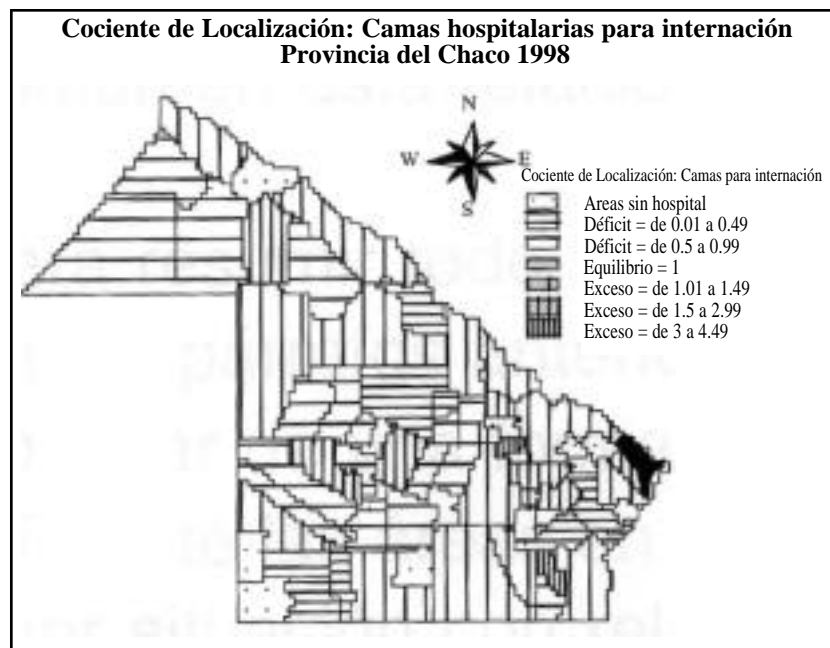 Cociente de Localización: Camas hospitalarias para internación
Provincia del Chaco 1998
N
W E
S
Cociente de Localización: Camas para internación
Areas sin hospital
Déficit = de 0.01 a 0.49
Déficit = de 0.5 a 0.99
Equilibrio = 1
Exceso = de 1.01 a 1.49
Exceso = de 1.5 a 2.99
Exceso = de 3 a 4.49